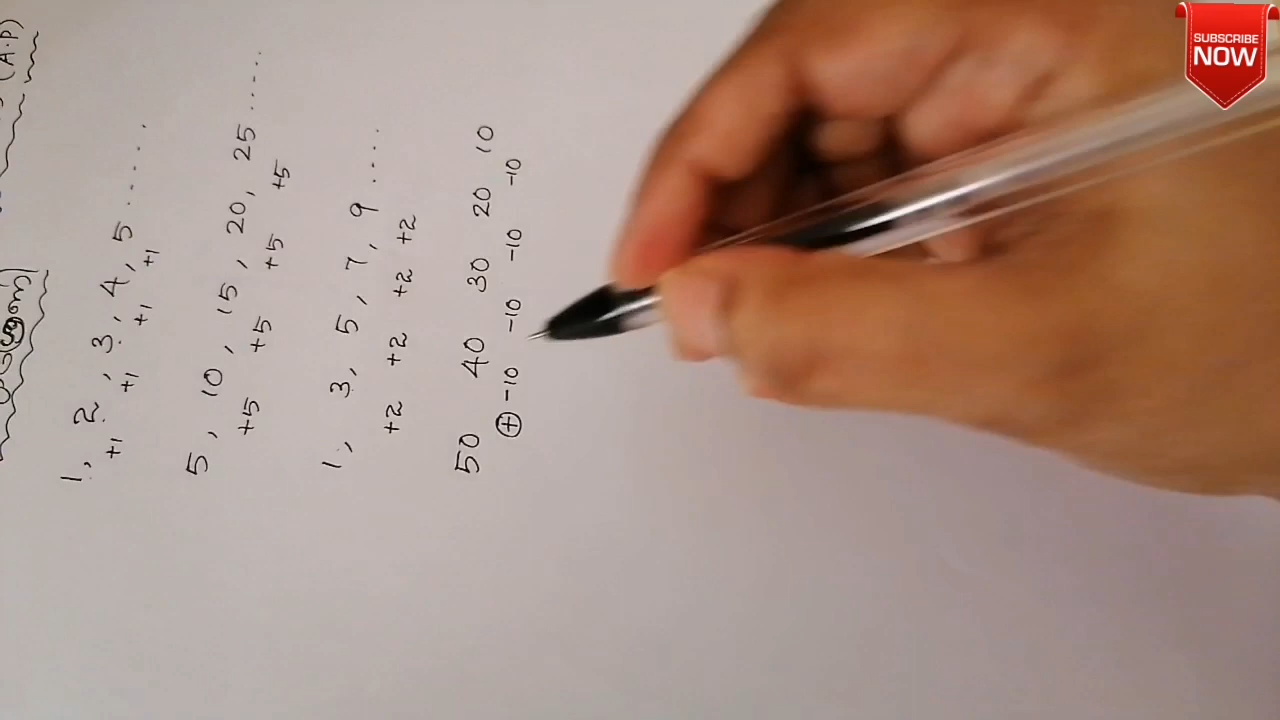 (A.P)
1, 2, 3, 4, 5 .....
+1 +1 +1 +1
5, 10, 15, 20, 25 .....
+5 +5 +5 +5
1, 3, 5, 7, 9 ....
+2 +2 +2 +2
50 40 30 20 10
+ -10 -10 -10 -10
SUBSCRIBE
NOW